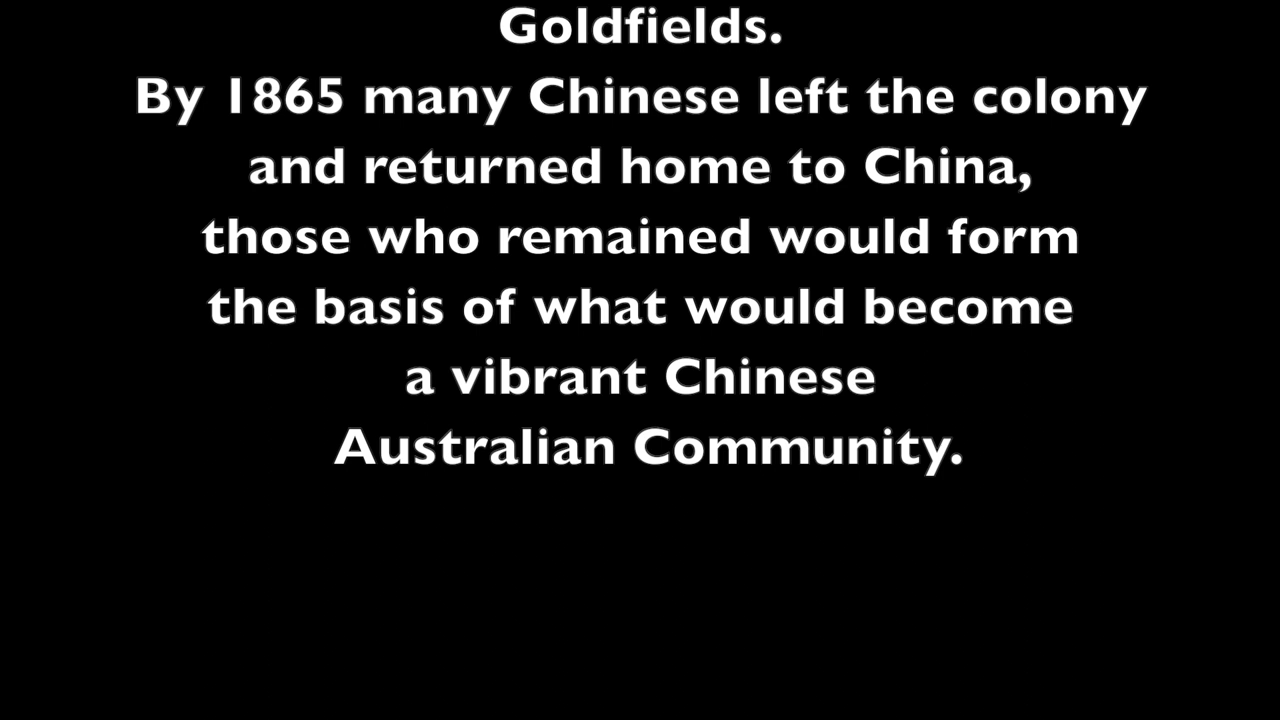 Goldfields.
By 1865 many Chinese left the colony
and returned home to China,
those who remained would form
the basis of what would become
a vibrant Chinese
Australian Community.